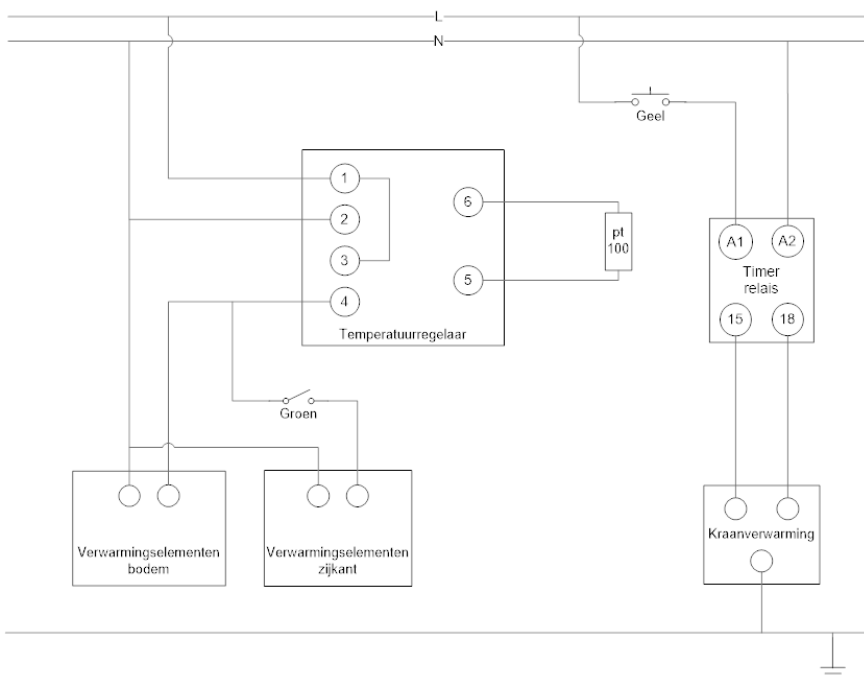 L
N
Geel
1
2
3
4
6
5
pt
100
Temperatuurregelaar
A1 A2
Timer
relais
15 18
Groen
Verwarmingselementen
bodem
Verwarmingselementen
zijkant
Kraanverwarming